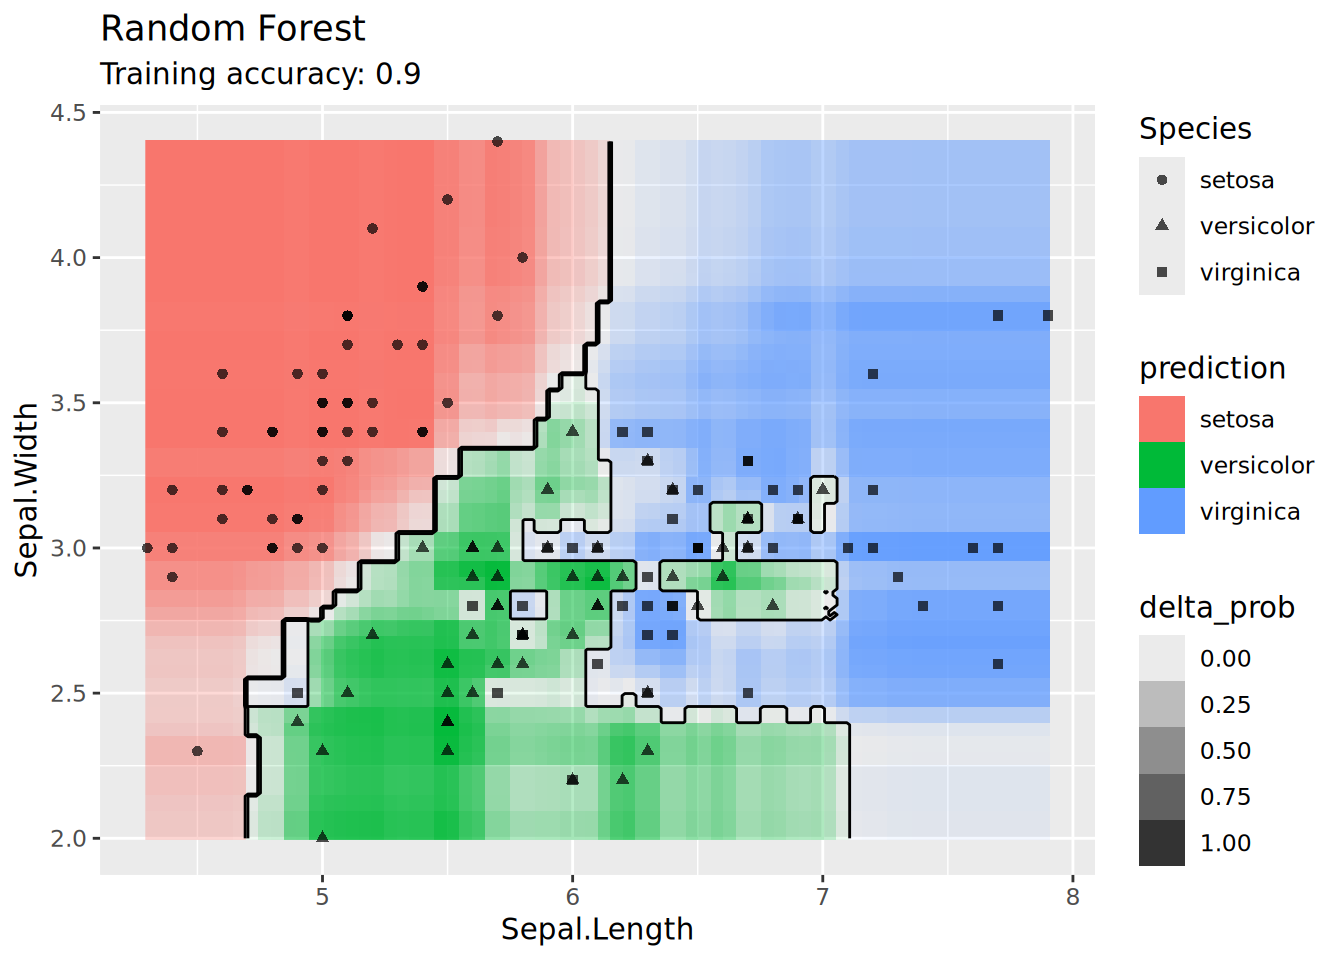 Random Forest
Training accuracy: 0.9
4.5
4.0
3.5
3.0
2.5
2.0
Sepal.Width
5
6
7
8
Sepal.Length
Species
setosa
versicolor
virginica
prediction
setosa
versicolor
virginica
delta_prob
0.00
0.25
0.50
0.75
1.00